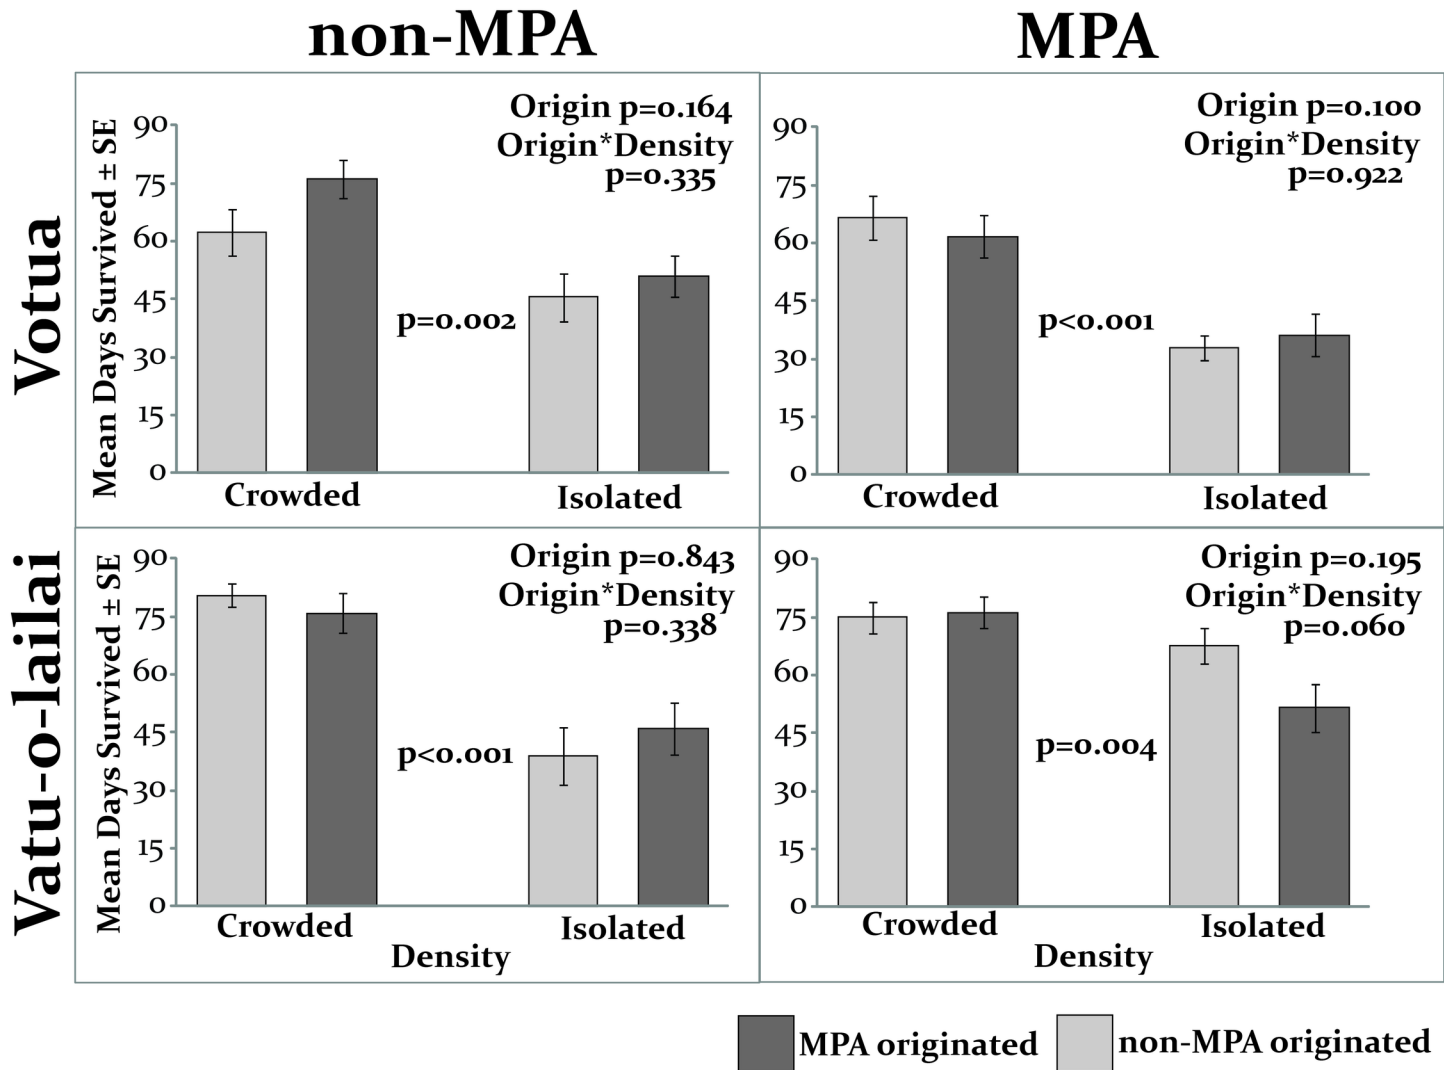 non-MPA
MPA
Votua
Mean Days Survived ± SE
90
75
60
45
30
15
0
Origin p=0.164
Origin*Density
p=0.335
p=0.002
Crowded
Isolated
90
75
60
45
30
15
0
Origin p=0.100
Origin*Density
p=0.922
p<0.001
Crowded
Isolated
Vatu-o-lailai
Mean Days Survived ± SE
90
75
60
45
30
15
0
Origin p=0.843
Origin*Density
p=0.338
p<0.001
Crowded
Isolated
Density
90
75
60
45
30
15
0
Origin p=0.195
Origin*Density
p=0.060
p=0.004
Crowded
Isolated
Density
MPA originated
non-MPA originated